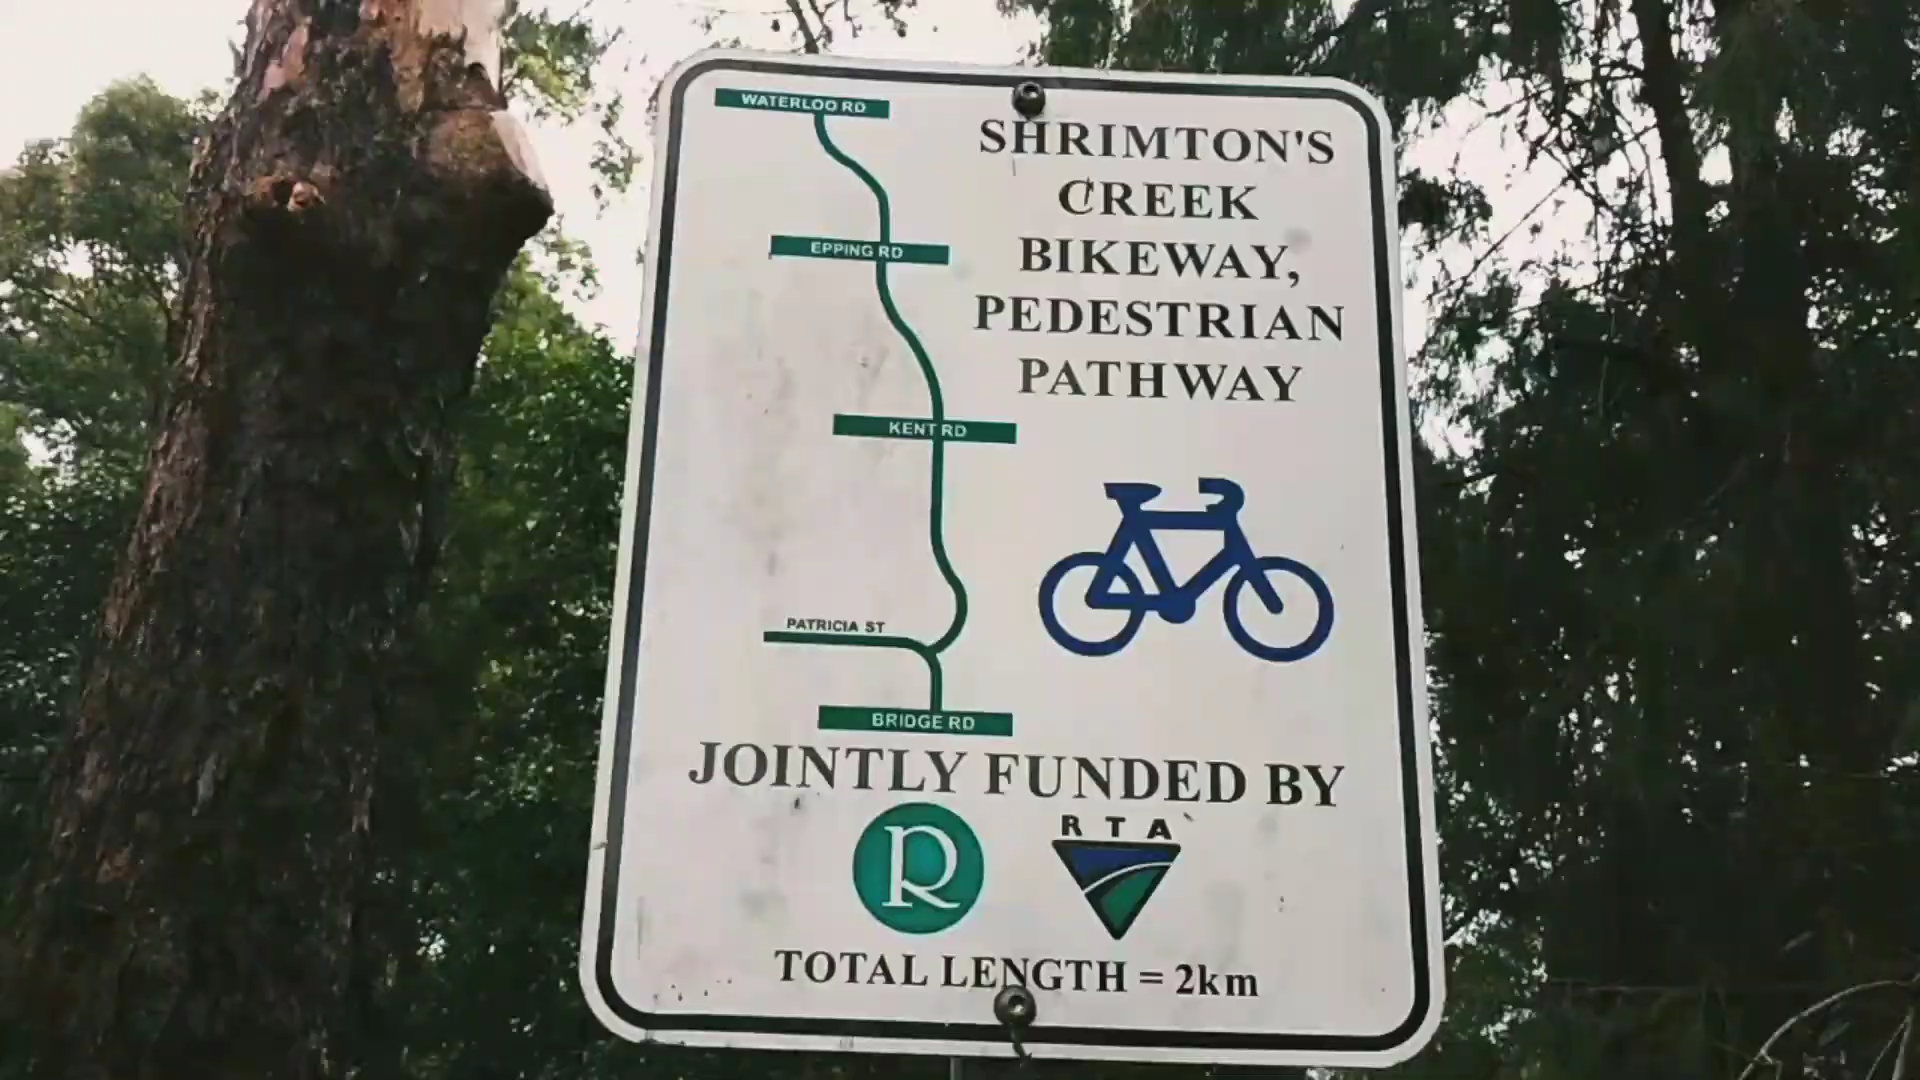 WATERLOO RD
SHRIMTON'S
CREEK
BIKEWAY,
PEDESTRIAN
PATHWAY
EPPING RD
KENT RD
PATRICIA ST
BRIDGE RD
JOINTLY FUNDED BY
R
RTA
TOTAL LENGTH = 2km